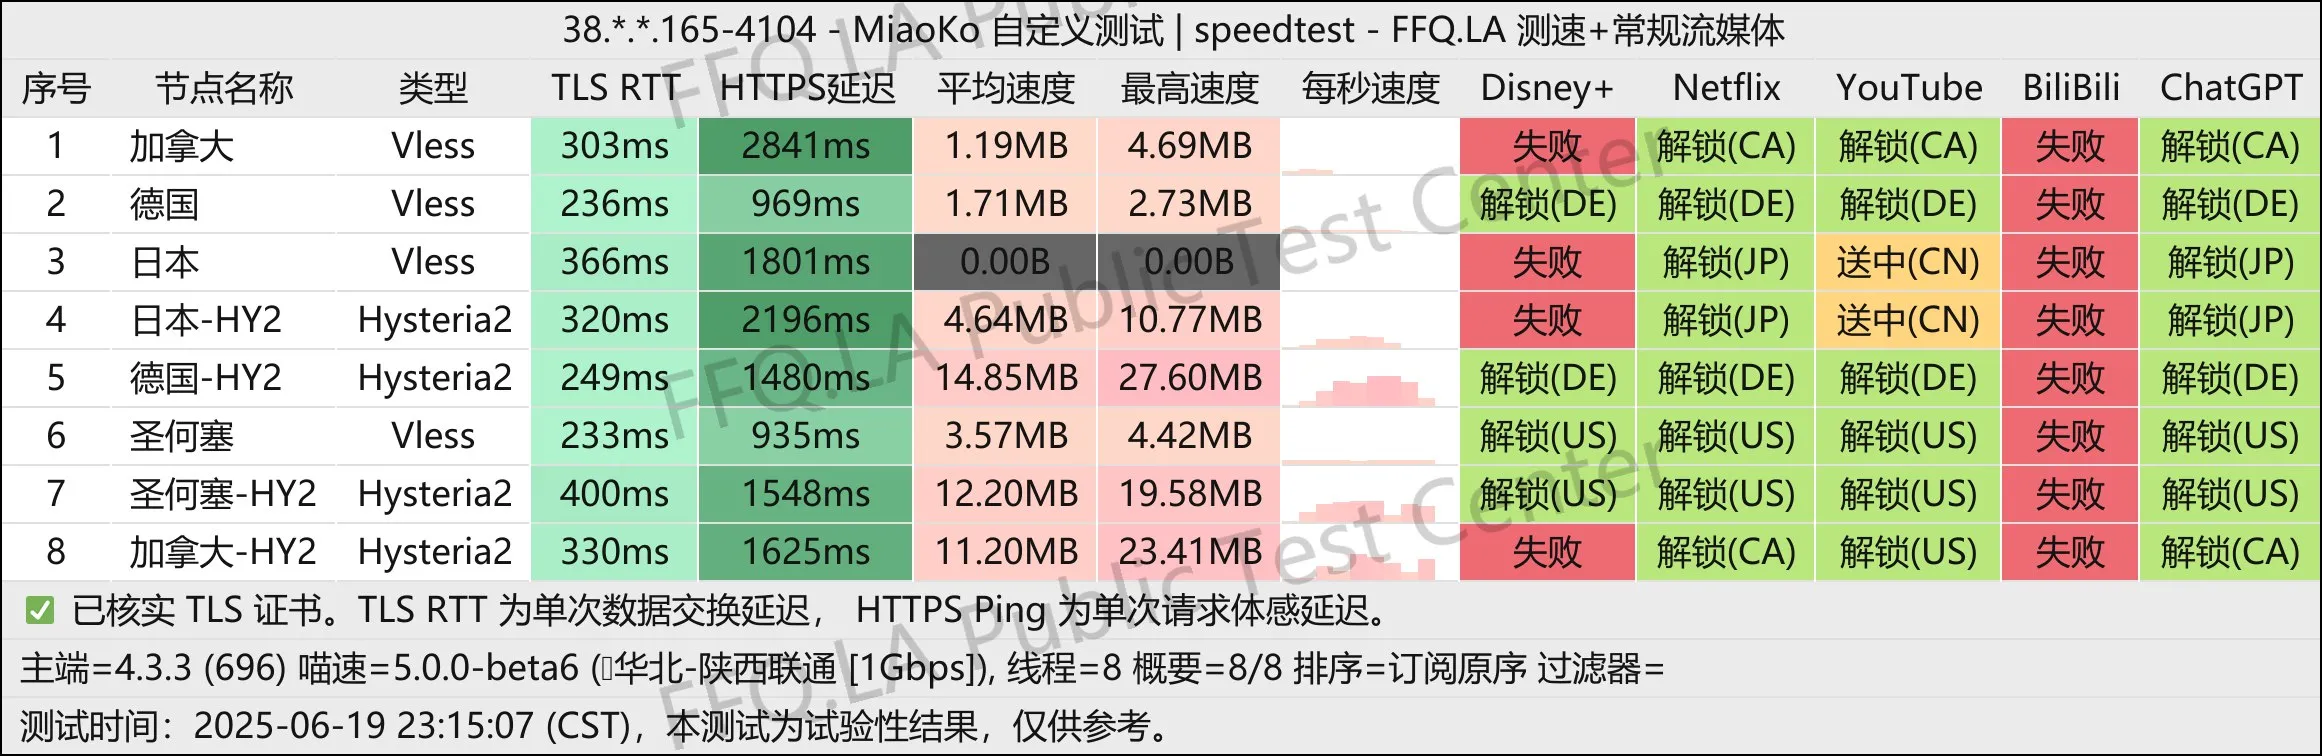 38.*.*.165-4104 - MiaoKo 自定义测试 | speedtest - FFQ.LA 测速+常规流媒体
序号 节点名称 类型 TLS RTT HTTPS延迟 平均速度 最高速度 每秒速度 Disney+ Netflix YouTube BiliBili ChatGPT
1 加拿大 Vless 303ms 2841ms 1.19MB 4.69MB 失败 解锁(CA) 解锁(CA) 失败 解锁(CA)
2 德国 Vless 236ms 969ms 1.71MB 2.73MB 解锁(DE) 解锁(DE) 解锁(DE) 失败 解锁(DE)
3 日本 Vless 366ms 1801ms 0.00B 0.00B 失败 解锁(JP) 送中(CN) 失败 解锁(JP)
4 日本-HY2 Hysteria2 320ms 2196ms 4.64MB 10.77MB 失败 解锁(JP) 送中(CN) 失败 解锁(JP)
5 德国-HY2 Hysteria2 249ms 1480ms 14.85MB 27.60MB 解锁(DE) 解锁(DE) 解锁(DE) 失败 解锁(DE)
6 圣何塞 Vless 233ms 935ms 3.57MB 4.42MB 解锁(US) 解锁(US) 解锁(US) 失败 解锁(US)
7 圣何塞-HY2 Hysteria2 400ms 1548ms 12.20MB 19.58MB 解锁(US) 解锁(US) 解锁(US) 失败 解锁(US)
8 加拿大-HY2 Hysteria2 330ms 1625ms 11.20MB 23.41MB 失败 解锁(CA) 解锁(US) 失败 解锁(CA)
✅ 已核实 TLS 证书。TLS RTT 为单次数据交换延迟， HTTPS Ping 为单次请求体感延迟。
主端=4.3.3 (696) 喵速=5.0.0-beta6 (华北-陕西联通 [1Gbps]), 线程=8 概要=8/8 排序=订阅原序 过滤器=
测试时间：2025-06-19 23:15:07 (CST)，本测试为试验性结果，仅供参考。
FFQ.LA Public Test Center
FFQ.LA Public Test Center
FFQ.LA Public Test Center